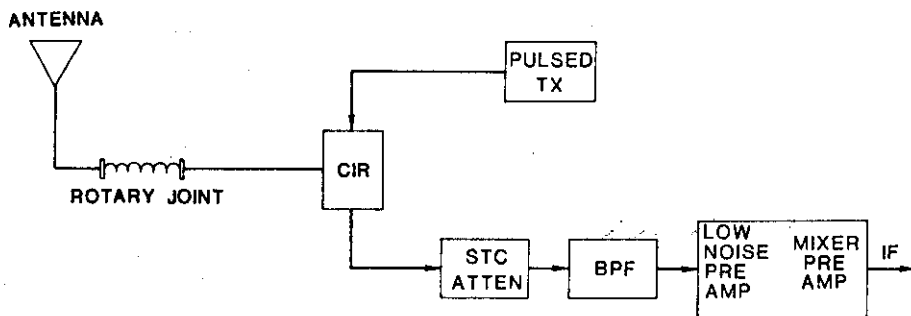 ANTENNA
PULSED
TX
CIR
ROTARY JOINT
STC
ATTEN
BPF
LOW
NOISE
PRE
AMP
MIXER
PRE
AMP
IF